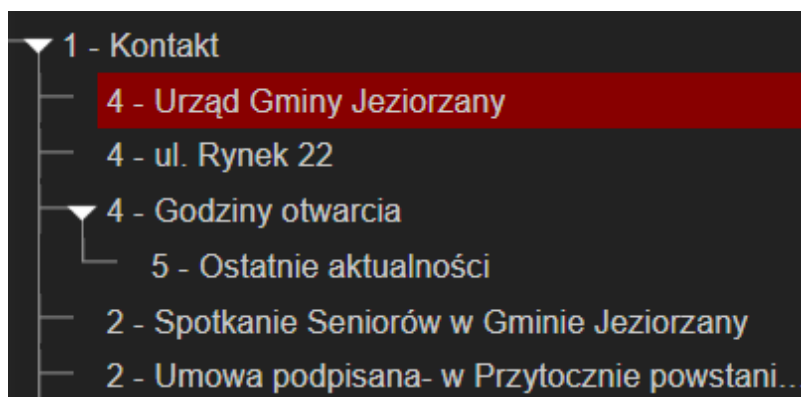 1 - Kontakt
4 - Urząd Gminy Jeziorzany
4 - ul. Rynek 22
4 - Godziny otwarcia
5 - Ostatnie aktualności
2 - Spotkanie Seniorów w Gminie Jeziorzany
2 - Umowa podpisana- w Przytocznie powstani...